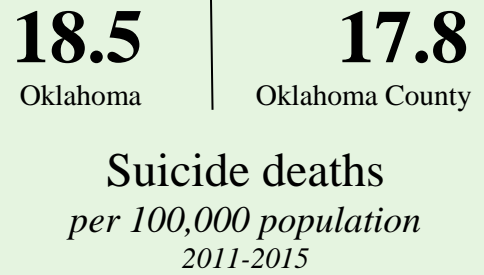 18.5 17.8
Oklahoma Oklahoma County
Suicide deaths
per 100,000 population
2011-2015